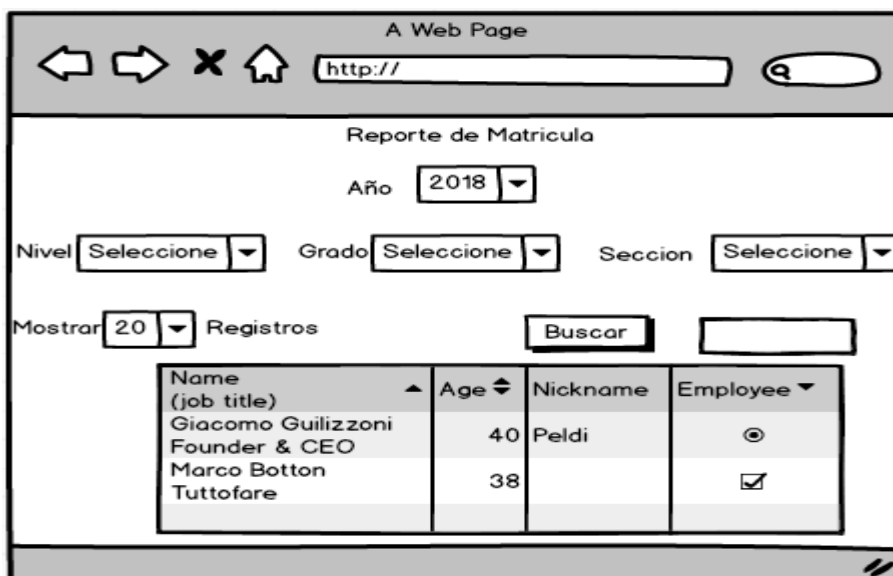 A Web Page
http://
Reporte de Matricula
Año 2018
Nivel Seleccione Grado Seleccione Seccion Seleccione
Mostrar 20 Registros Buscar
Name
(job title) Age Nickname Employee
Giacomo Guilizzoni
Founder & CEO 40 Peldi
Marco Botton
Tuttofare 38